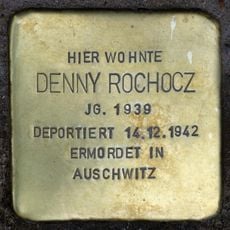 HIER WOHNTE
DENNY ROCHOCZ
JG. 1939
DEPORTIERT 14.12.1942
ERMORDET IN
AUSCHWITZ